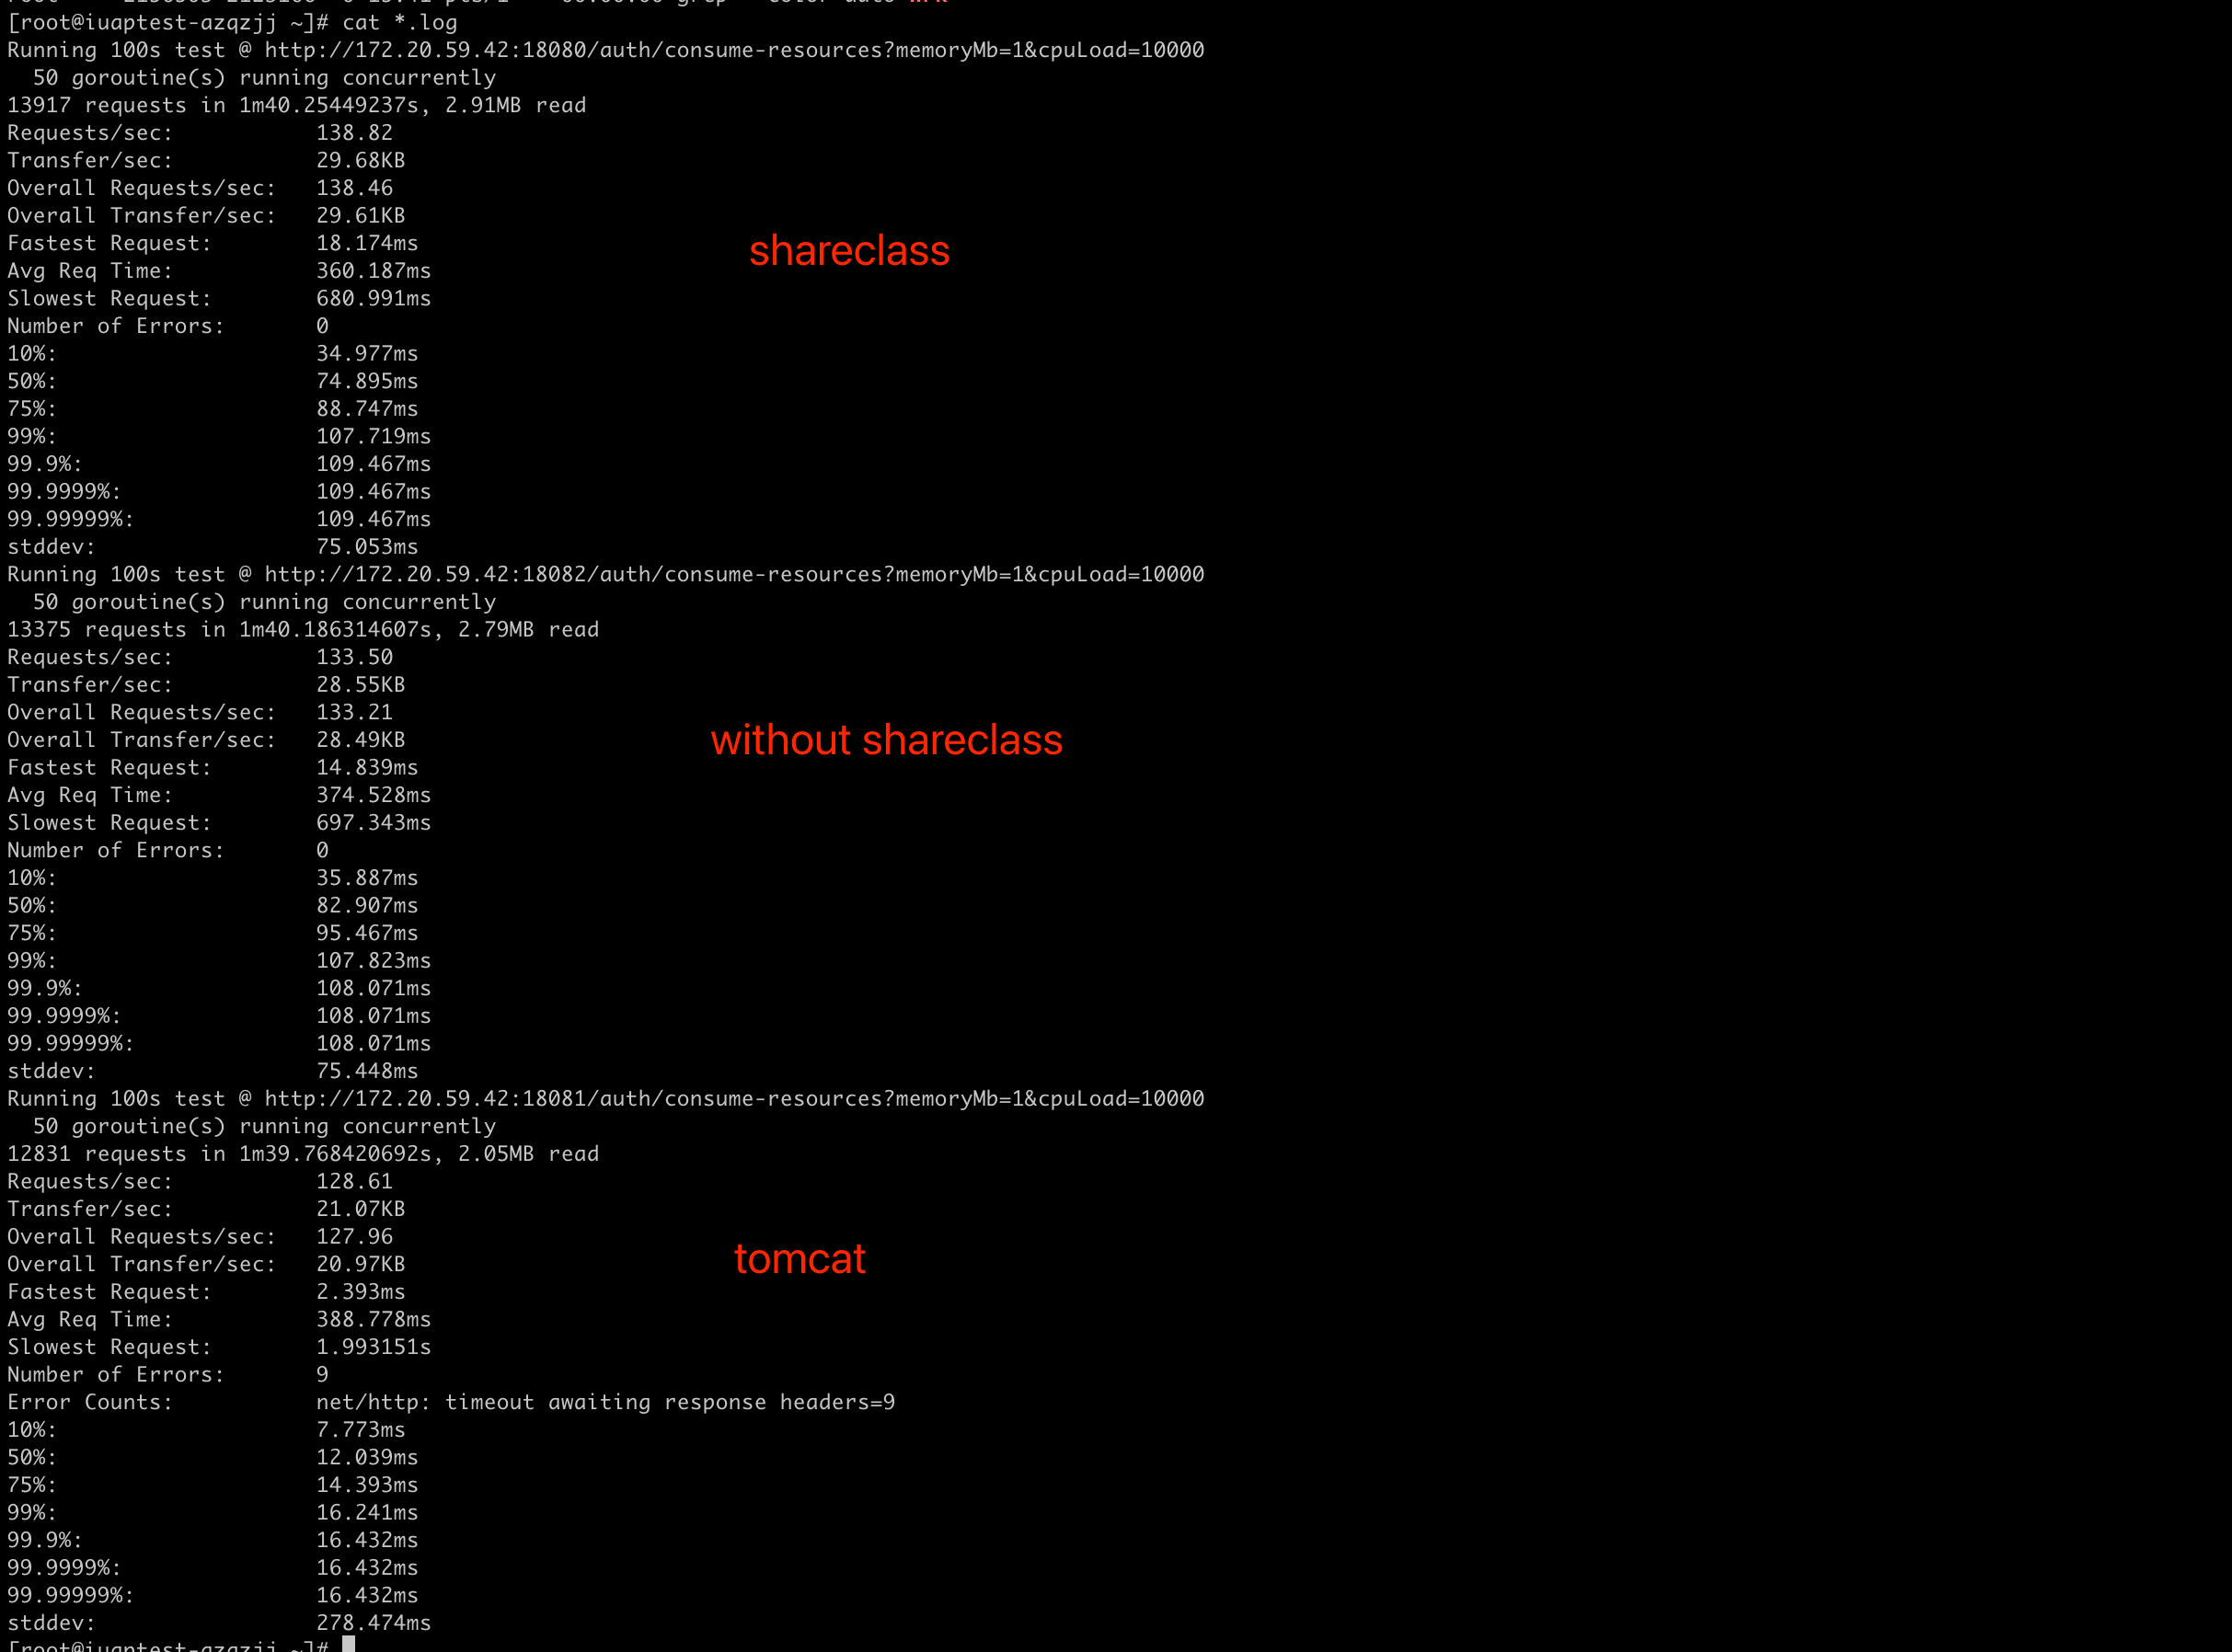 [root@iuaptest-azqzjj ~]# cat *.log
Running 100s test @ http://172.20.59.42:18080/auth/consume-resources?memoryMb=1&cpuLoad=10000
  50 goroutine(s) running concurrently
13917 requests in 1m40.25449237s, 2.91MB read
Requests/sec: 138.82
Transfer/sec: 29.68KB
Overall Requests/sec: 138.46
Overall Transfer/sec: 29.61KB
Fastest Request: 18.174ms
shareclass
Avg Req Time: 360.187ms
Slowest Request: 680.991ms
Number of Errors: 0
10%: 34.977ms
50%: 74.895ms
75%: 88.747ms
99%: 107.719ms
99.9%: 109.467ms
99.9999%: 109.467ms
99.99999%: 109.467ms
stddev: 75.053ms
Running 100s test @ http://172.20.59.42:18082/auth/consume-resources?memoryMb=1&cpuLoad=10000
  50 goroutine(s) running concurrently
13375 requests in 1m40.186314607s, 2.79MB read
Requests/sec: 133.50
Transfer/sec: 28.55KB
Overall Requests/sec: 133.21
Overall Transfer/sec: 28.49KB
without shareclass
Fastest Request: 14.839ms
Avg Req Time: 374.528ms
Slowest Request: 697.343ms
Number of Errors: 0
10%: 35.887ms
50%: 82.907ms
75%: 95.467ms
99%: 107.823ms
99.9%: 108.071ms
99.9999%: 108.071ms
99.99999%: 108.071ms
stddev: 75.448ms
Running 100s test @ http://172.20.59.42:18081/auth/consume-resources?memoryMb=1&cpuLoad=10000
  50 goroutine(s) running concurrently
12831 requests in 1m39.768420692s, 2.05MB read
Requests/sec: 128.61
Transfer/sec: 21.07KB
Overall Requests/sec: 127.96
Overall Transfer/sec: 20.97KB
tomcat
Fastest Request: 2.393ms
Avg Req Time: 388.778ms
Slowest Request: 1.993151s
Number of Errors: 9
Error Counts: net/http: timeout awaiting response headers=9
10%: 7.773ms
50%: 12.039ms
75%: 14.393ms
99%: 16.241ms
99.9%: 16.432ms
99.9999%: 16.432ms
99.99999%: 16.432ms
stddev: 278.474ms
[root@iuaptest-azqzjj ~]#